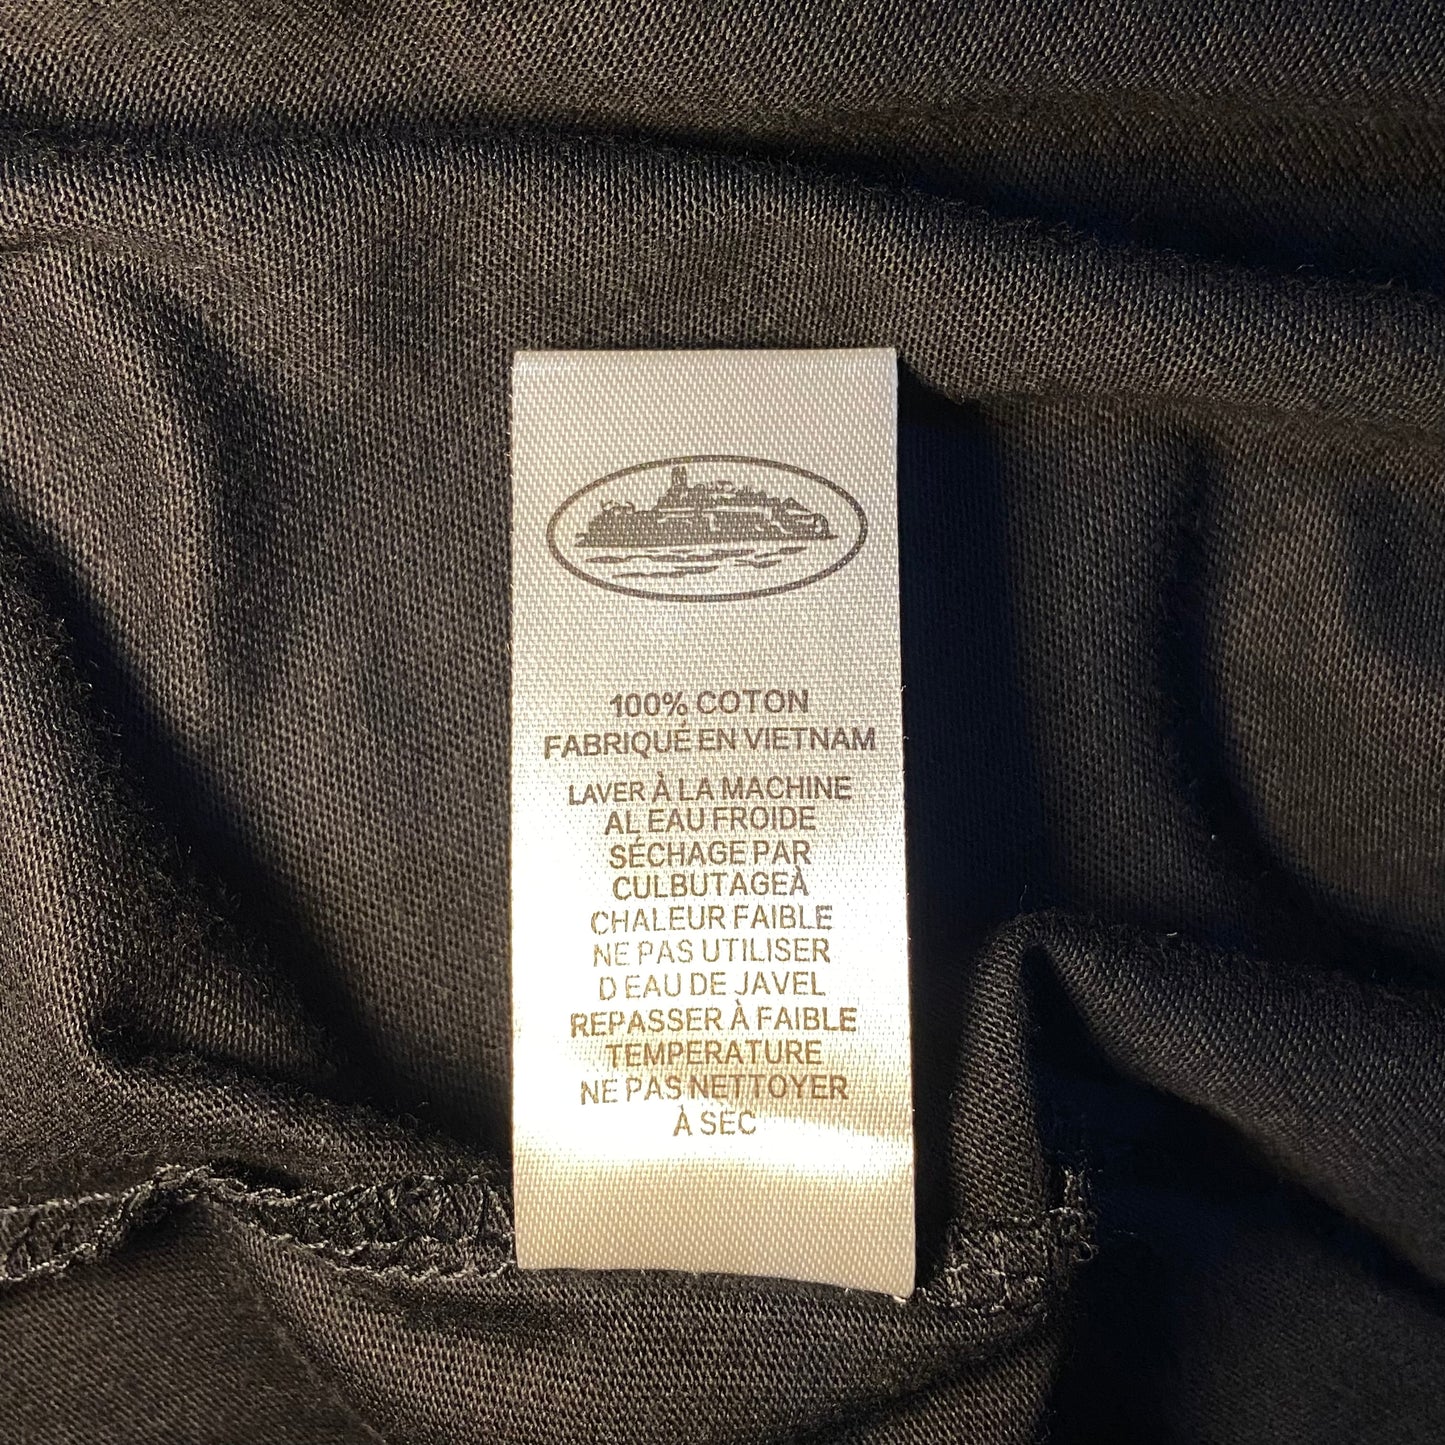 100% COTON
FABRIQUÉ EN VIETNAM
LAVER À LA MACHINE
AL EAU FROIDE
SÉCHAGE PAR
CULBUTAGEÀ
CHALEUR FAIBLE
NE PAS UTILISER
D EAU DE JAVEL
REPASSER À FAIBLE
TEMPERATURE
NE PAS NETTOYER
À SEC